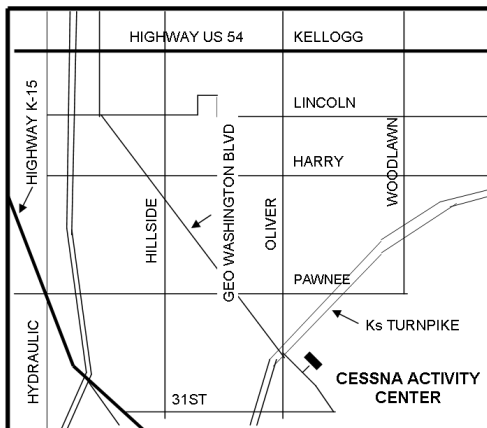 HIGHWAY US 54
KELLOGG
HIGHWAY K-15
LINCOLN
HARRY
WOODLAWN
HILLSIDE
GEO WASHINGTON BLVD
OLIVER
PAWNEE
Ks TURNPIKE
HYDRAULIC
CESSNA ACTIVITY
CENTER
31ST